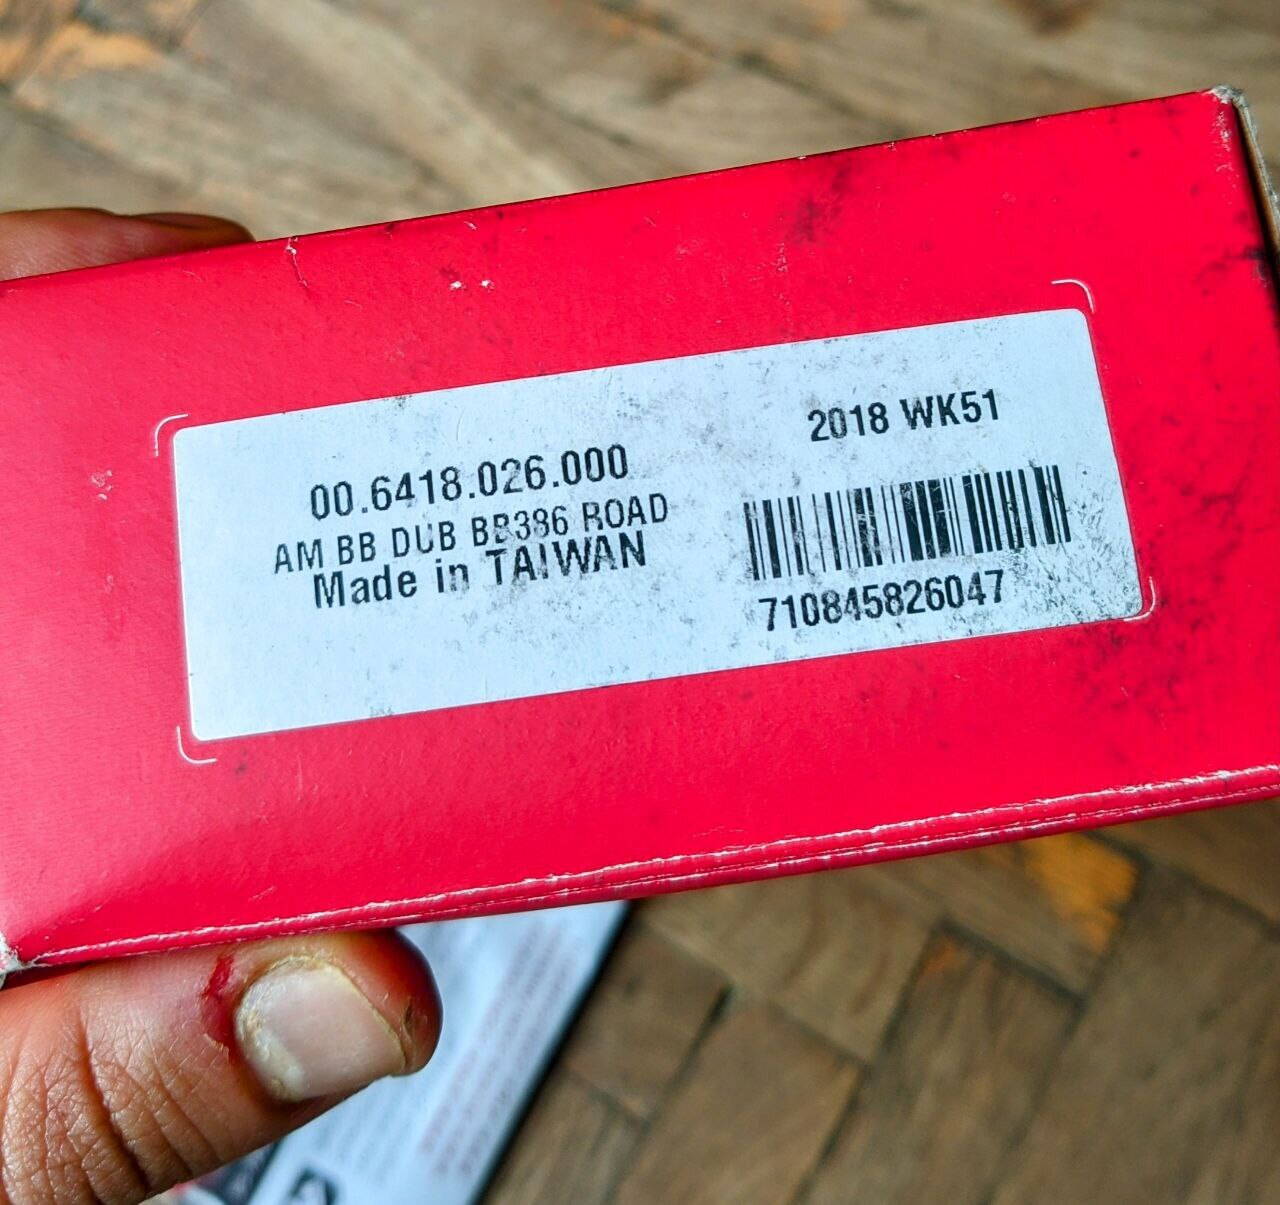 2018 WK51
00.6418.026.000
AM BB DUB BB386 ROAD
Made in TAIWAN
710845826047